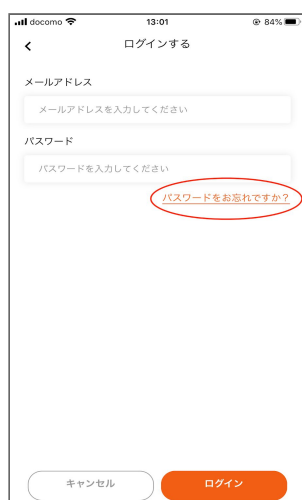 docomo 13:01 84%
ログインする
メールアドレス
メールアドレスを入力してください
パスワード
パスワードを入力してください
パスワードをお忘れですか？
キャンセル ログイン